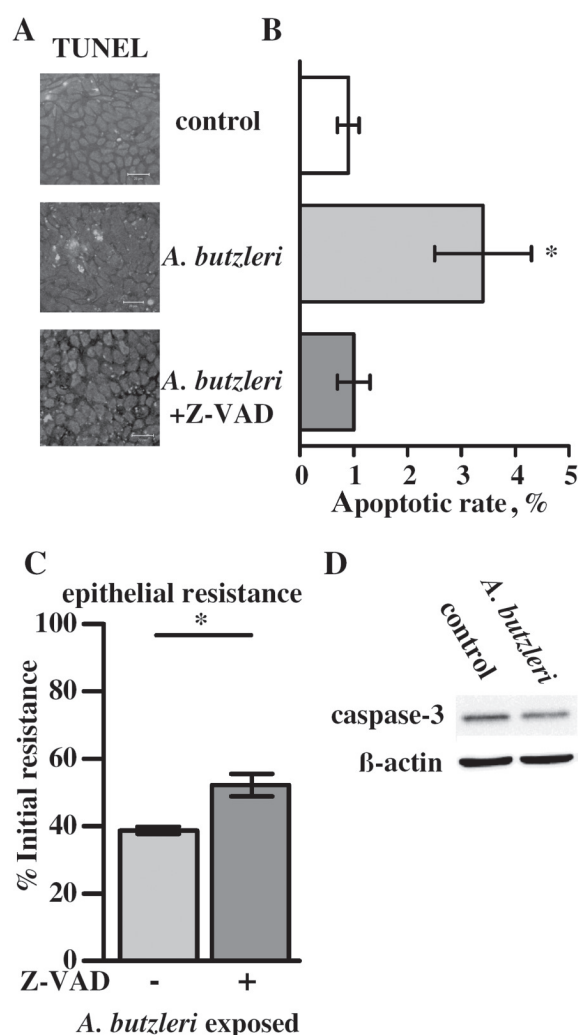 A
TUNEL
B
control
A. butzleri
*
A. butzleri
+Z-VAD
0 1 2 3 4 5
Apoptotic rate, %
C
epithelial resistance
*
100
80
60
40
20
0
% Initial resistance
Z-VAD - +
A. butzleri exposed
D
control
A. butzleri
caspase-3
ß-actin